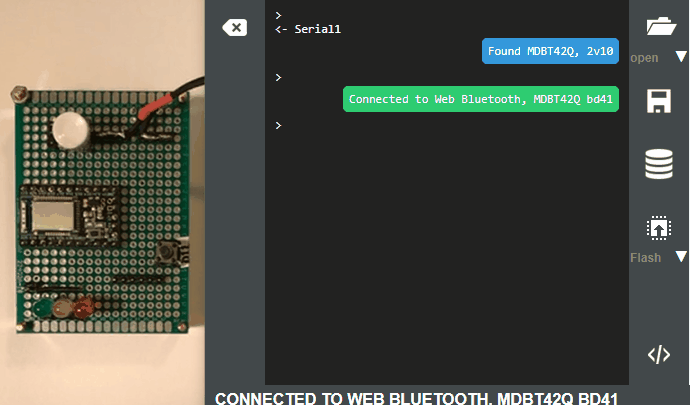 >
<- Serial1
Found MDBT42Q, 2v10
>
Connected to Web Bluetooth, MDBT42Q bd41
>
open ▼
Flash ▼
</>
CONNECTED TO WEB BLUETOOTH, MDBT42Q BD41